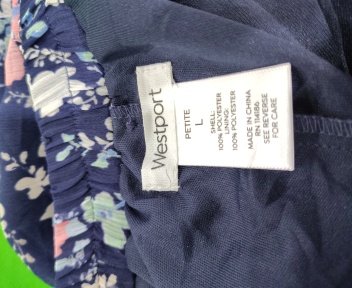 Westport
PETITE
L
SHELL:
100% POLYESTER
LINING:
100% POLYESTER
MADE IN CHINA
RN 114186
SEE REVERSE
FOR CARE